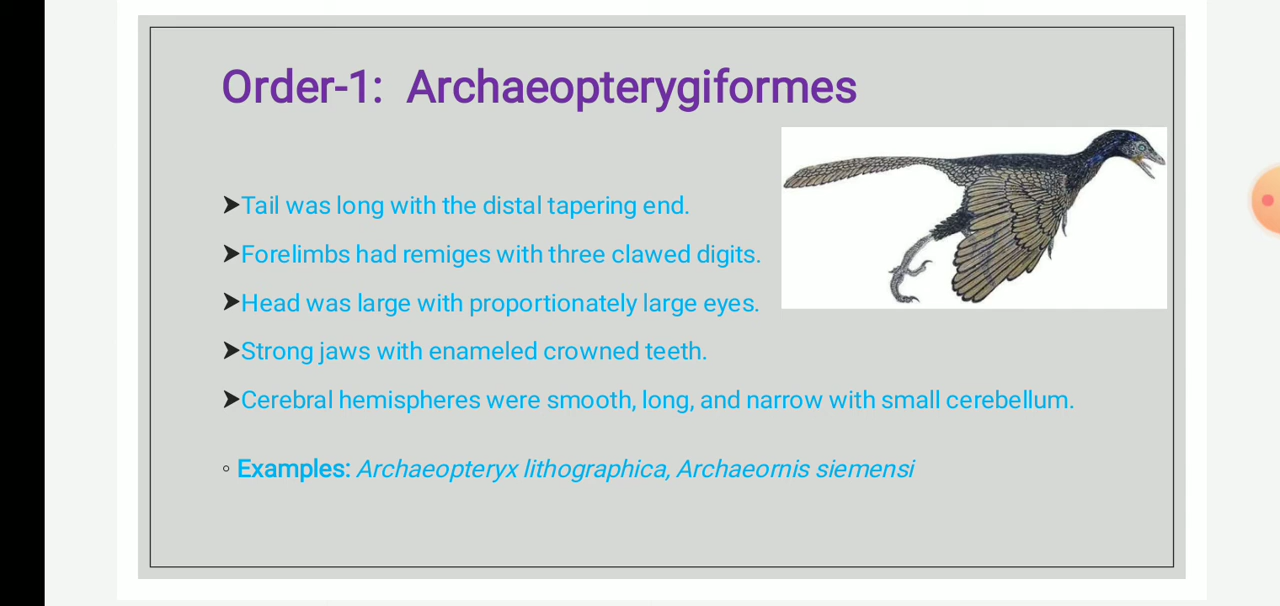 Order-1: Archaeopterygiformes
➤Tail was long with the distal tapering end.
➤Forelimbs had remiges with three clawed digits.
➤Head was large with proportionately large eyes.
➤Strong jaws with enameled crowned teeth.
➤Cerebral hemispheres were smooth, long, and narrow with small cerebellum.
◦ Examples: Archaeopteryx lithographica, Archaeornis siemensi